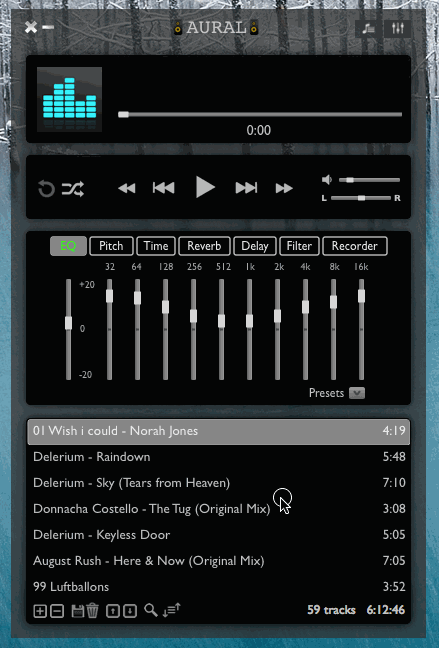 AURAL
0:00
L R
EQ Pitch Time Reverb Delay Filter Recorder
32 64 128 256 512 1k 2k 4k 8k 16k
+20
0
-20
Presets
01 Wish i could - Norah Jones 4:19
Delerium - Raindown 5:48
Delerium - Sky (Tears from Heaven) 7:10
Donnacha Costello - The Tug (Original Mix) 3:08
Delerium - Keyless Door 5:05
August Rush - Here & Now (Original Mix) 7:05
99 Luftballons 3:52
59 tracks 6:12:46